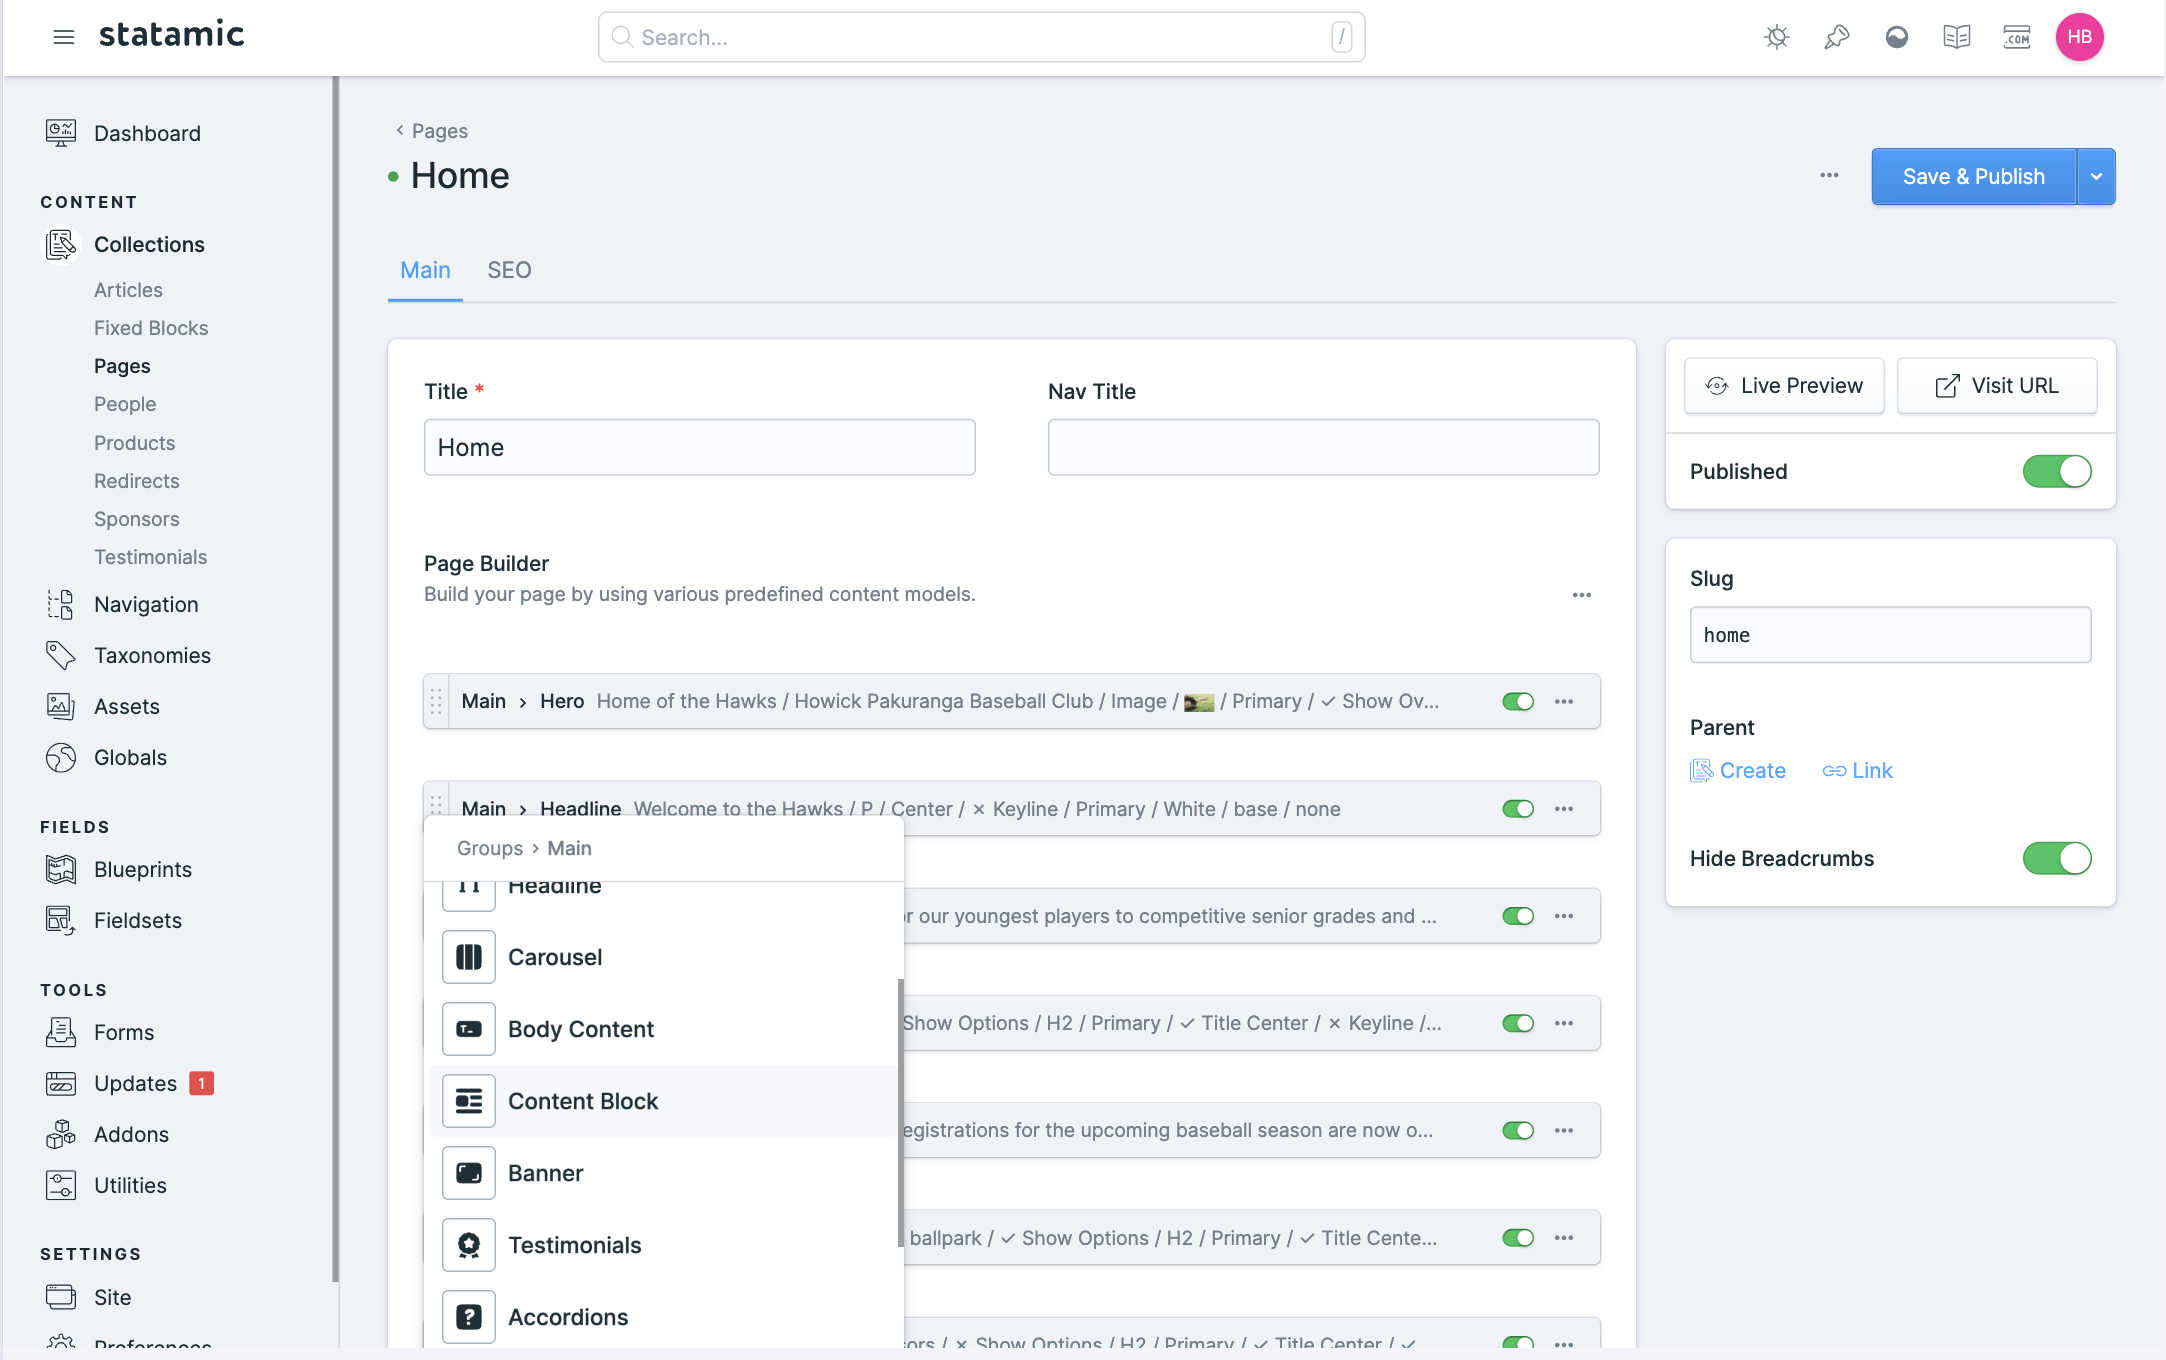 statamic
Search...
/
.COM
HB
Dashboard
CONTENT
Collections
Articles
Fixed Blocks
Pages
People
Products
Redirects
Sponsors
Testimonials
Navigation
Taxonomies
Assets
Globals
FIELDS
Blueprints
Fieldsets
TOOLS
Forms
Updates 1
Addons
Utilities
SETTINGS
Site
Preferences
‹ Pages
Home
...
Save & Publish
Main
SEO
Title *
Home
Nav Title
Page Builder
Build your page by using various predefined content models.
Main › Hero Home of the Hawks / Howick Pakuranga Baseball Club / Image / / Primary / ✓ Show Ov...
Main › Headline Welcome to the Hawks / P / Center / × Keyline / Primary / White / base / none
Groups › Main
Headline
Carousel
Body Content
Content Block
Banner
Testimonials
Accordions
or our youngest players to competitive senior grades and ...
Show Options / H2 / Primary / ✓ Title Center / × Keyline /...
egistrations for the upcoming baseball season are now o...
ballpark / ✓ Show Options / H2 / Primary / ✓ Title Cente...
ors / × Show Options / H2 / Primary / ✓ Title Center / ✓
Live Preview
Visit URL
Published
Slug
home
Parent
Create
Link
Hide Breadcrumbs